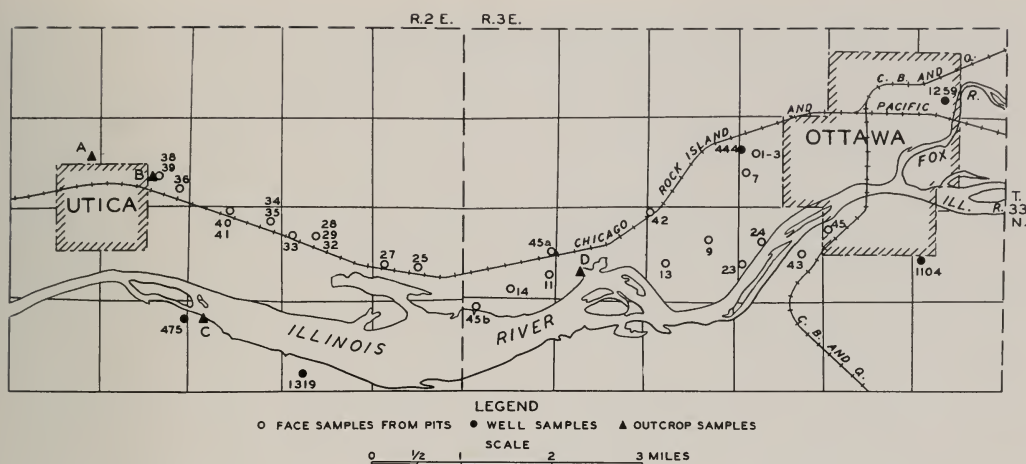 R.2 E. R.3 E.
C. B. AND Q.
1259
R.
AND PACIFIC
OTTAWA
FOX
ILL. R.
T. 33 N.
A
B
38
39
36
UTICA
34
35
40
41
33
28
29
32
27
25
45a
CHICAGO
ROCK ISLAND
444
1-3
7
42
9
24
45
13
23
43
1104
D
11
14
45b
475
C
ILLINOIS RIVER
1319
C. B. AND Q.
LEGEND
FACE SAMPLES FROM PITS WELL SAMPLES OUTCROP SAMPLES
SCALE
0 1/2 1 2 3 MILES